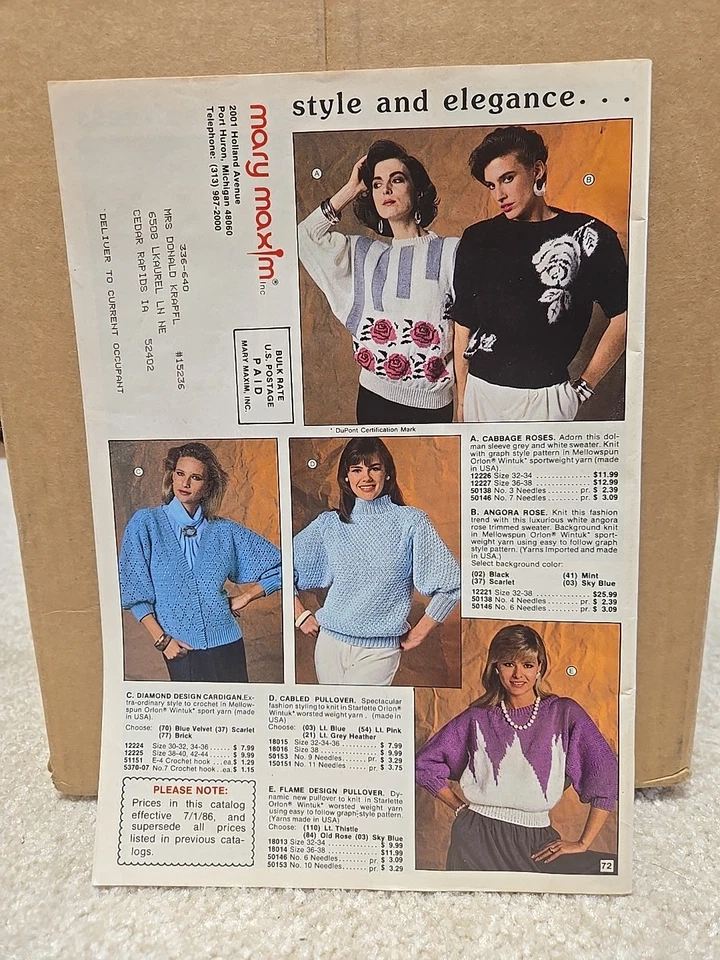 style and elegance. . .
mary maxim® inc
2001 Holland Avenue
Port Huron, Michigan 48060
Telephone: (313) 987-2000
BULK RATE
U.S. POSTAGE
PAID
MARY MAXIM, INC.
336-640 #15236
MRS DONALD KRAPFL
6508 LKAUREL LN NE
CEDAR RAPIDS IA 52402
DELIVER TO CURRENT OCCUPANT
A
B
* DuPont Certification Mark
C
D
A. CABBAGE ROSES. Adorn this dol-
man sleeve grey and white sweater. Knit
with graph style pattern in Mellowspun
Orlon® Wintuk* sportweight yarn (made
in USA).
12226 Size 32-34 $11.99
12227 Size 36-38 $12.99
50138 No. 3 Needles pr. $ 2.39
50146 No. 7 Needles pr. $ 3.09
B. ANGORA ROSE. Knit this fashion
trend with this luxurious white angora
rose trimmed sweater. Background knit
in Mellowspun Orlon® Wintuk* sport-
weight yarn using easy to follow graph
style pattern. (Yarns Imported and made
in USA.)
Select background color:
(02) Black (41) Mint
(37) Scarlet (03) Sky Blue
12221 Size 32-38 $25.99
50138 No. 4 Needles pr. $ 2.39
50146 No. 6 Needles pr. $ 3.09
E
C. DIAMOND DESIGN CARDIGAN. Ex-
tra-ordinary style to crochet in Mellow-
spun Orlon® Wintuk* sport yarn (made
in USA).
Choose: (70) Blue Velvet (37) Scarlet
(77) Brick
12224 Size 30-32, 34-36 $ 7.99
12225 Size 38-40, 42-44 $ 9.99
51151 E-4 Crochet hook ea. $ 1.29
5370-07 No.7 Crochet hook ea. $ 1.15
PLEASE NOTE:
Prices in this catalog
effective 7/1/86, and
supersede all prices
listed in previous cata-
logs.
D. CABLED PULLOVER. Spectacular
fashion styling to knit in Starlette Orlon®
Wintuk* worsted weight yarn. (made in
USA).
Choose: (03) Lt Blue (54) Lt Pink
(21) Lt. Grey Heather
18015 Size 32-34-36 $ 7.99
18016 Size 38 $ 9.99
50153 No. 9 Needles pr. $ 3.29
150151 No. 11 Needles pr. $ 3.75
E. FLAME DESIGN PULLOVER. Dy-
namic new pullover to knit in Starlette
Orlon® Wintuk* worsted weight yarn
using easy to follow graph-style pattern.
(Yarns made in USA).
Choose: (110) Lt. Thistle
(84) Old Rose (03) Sky Blue
18013 Size 32-34 $ 9.99
18014 Size 36-38 $11.99
50146 No. 6 Needles pr. $ 3.09
50153 No. 10 Needles pr. $ 3.29
72